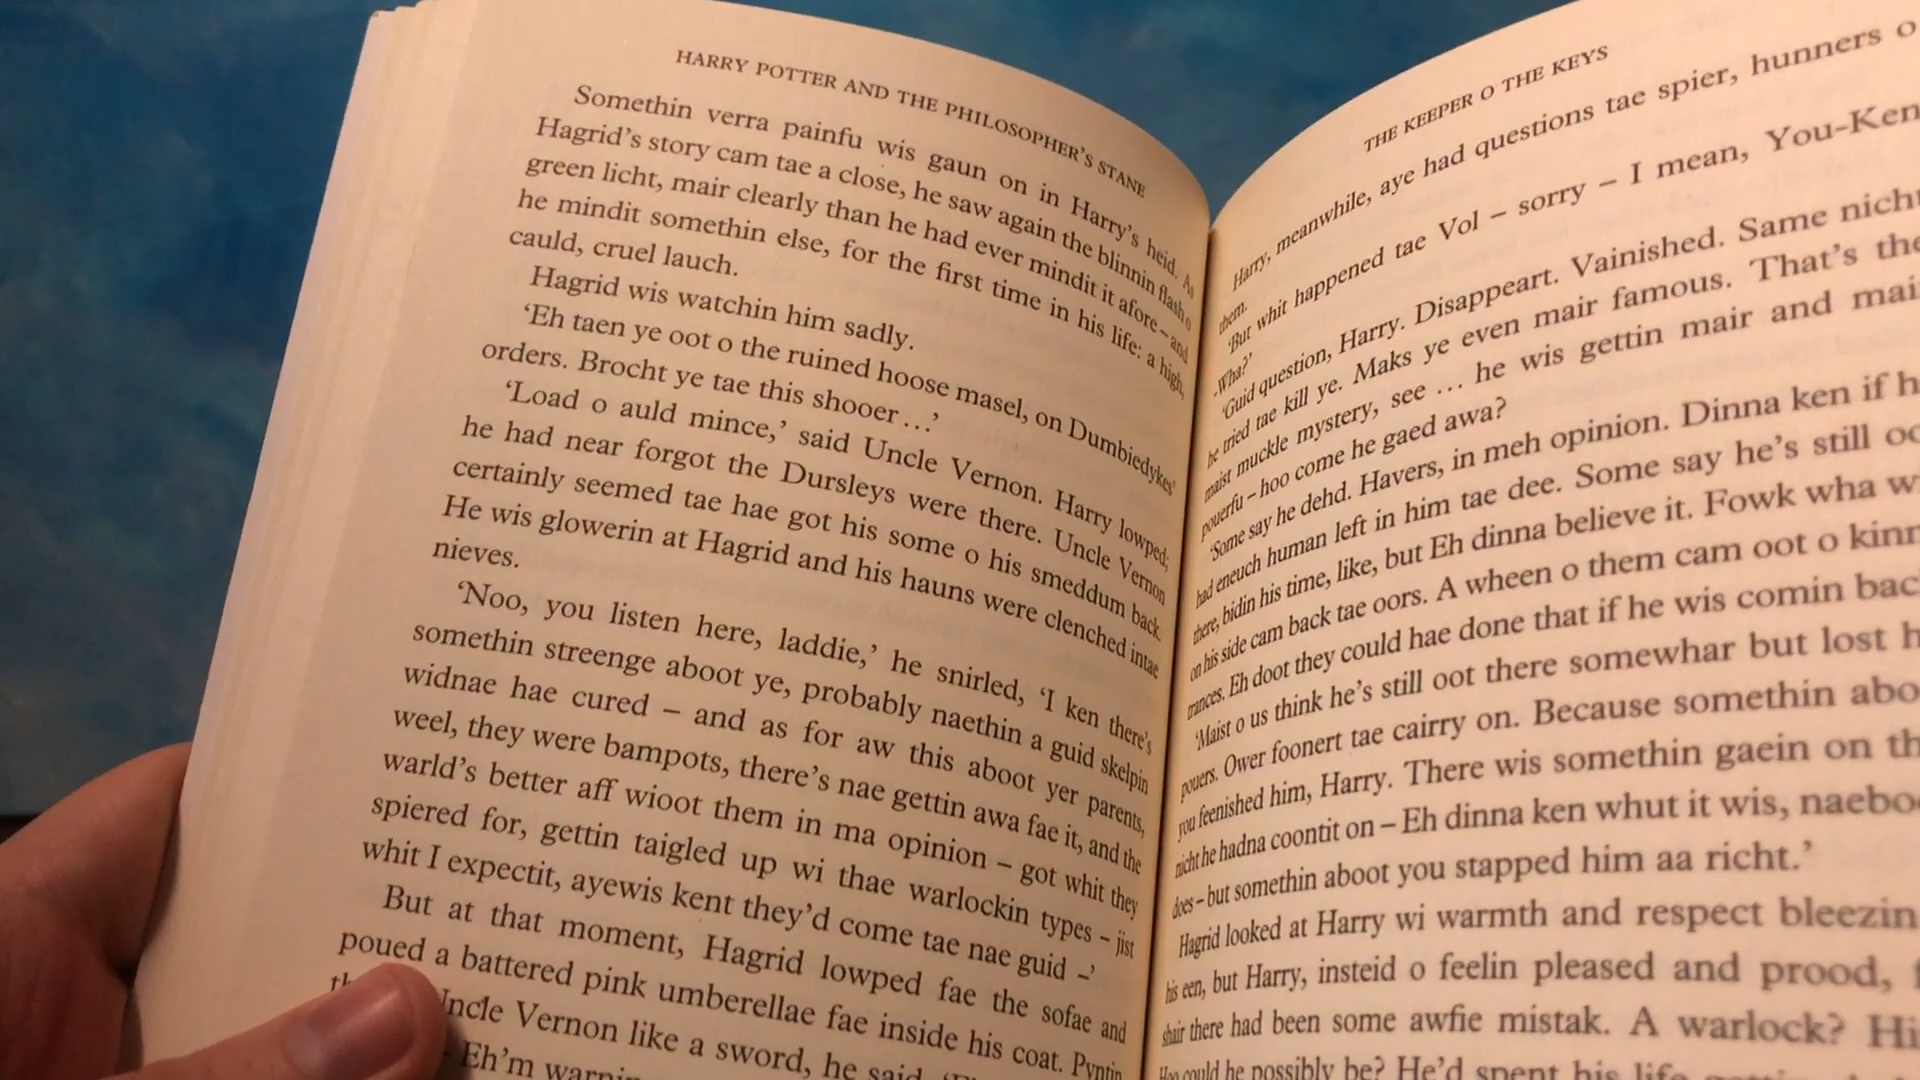 HARRY POTTER AND THE PHILOSOPHER'S STANE
Somethin verra painfu wis gaun on in Harry's heid. As
Hagrid's story cam tae a close, he saw again the blinnin flash o
green licht, mair clearly than he had ever mindit it afore – and
he mindit somethin else, for the first time in his life: a high,
cauld, cruel lauch.
Hagrid wis watchin him sadly.
'Eh taen ye oot o the ruined hoose masel, on Dumbiedykes'
orders. Brocht ye tae this shooer ...'
'Load o auld mince,' said Uncle Vernon. Harry lowped;
he had near forgot the Dursleys were there. Uncle Vernon
certainly seemed tae hae got his some o his smeddum back.
He wis glowerin at Hagrid and his hauns were clenched intae
nieves.
'Noo, you listen here, laddie,' he snirled, 'I ken there's
somethin streenge aboot ye, probably naethin a guid skelpin
widnae hae cured – and as for aw this aboot yer parents,
weel, they were bampots, there's nae gettin awa fae it, and the
warld's better aff wioot them in ma opinion – got whit they
spiered for, gettin taigled up wi thae warlockin types – jist
whit I expectit, ayewis kent they'd come tae nae guid –'
But at that moment, Hagrid lowped fae the sofae and
poued a battered pink umberellae fae inside his coat. Pyntin
Uncle Vernon like a sword, he said,
Eh'm
THE KEEPER O THE KEYS
Harry, meanwhile, aye had questions tae spier, hunners o
them.
'But whit happened tae Vol – sorry – I mean, You-Ken
-Wha?'
'Guid question, Harry. Disappeart. Vainished. Same nicht
he tried tae kill ye. Maks ye even mair famous. That's the
maist muckle mystery, see ... he wis gettin mair and mair
pouerfu – hoo come he gaed awa?
'Some say he dehd. Havers, in meh opinion. Dinna ken if
had eneuch human left in him tae dee. Some say he's still
there, bidin his time, like, but Eh dinna believe it. Fowk wha
on his side cam back tae oors. A wheen o them cam oot o
trances. Eh doot they could hae done that if he wis comin
'Maist o us think he's still oot there somewhar but lost
pouers. Ower foonert tae cairry on. Because somethin
you feenished him, Harry. There wis somethin gaein on
nicht he hadna coontit on – Eh dinna ken whut it wis,
does – but somethin aboot you stapped him aa richt.'
Hagrid looked at Harry wi warmth and respect
his een, but Harry, insteid o feelin pleased and prood,
shair there had been some awfie mistak. A warlock?
Hoo could he possibly be? He'd spent his life